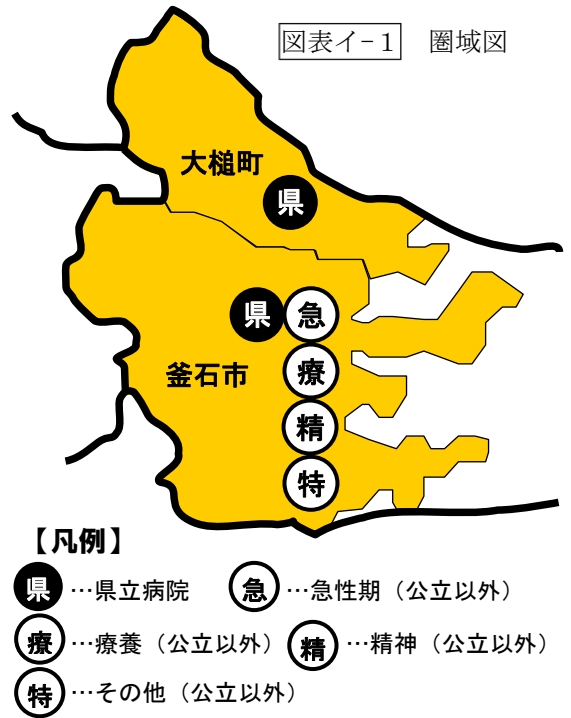 図表イ-1 圏域図
大槌町
県
県 急
療
釜石市
精
特
【凡例】
県 …県立病院 急 …急性期（公立以外）
療 …療養（公立以外） 精 …精神（公立以外）
特 …その他（公立以外）